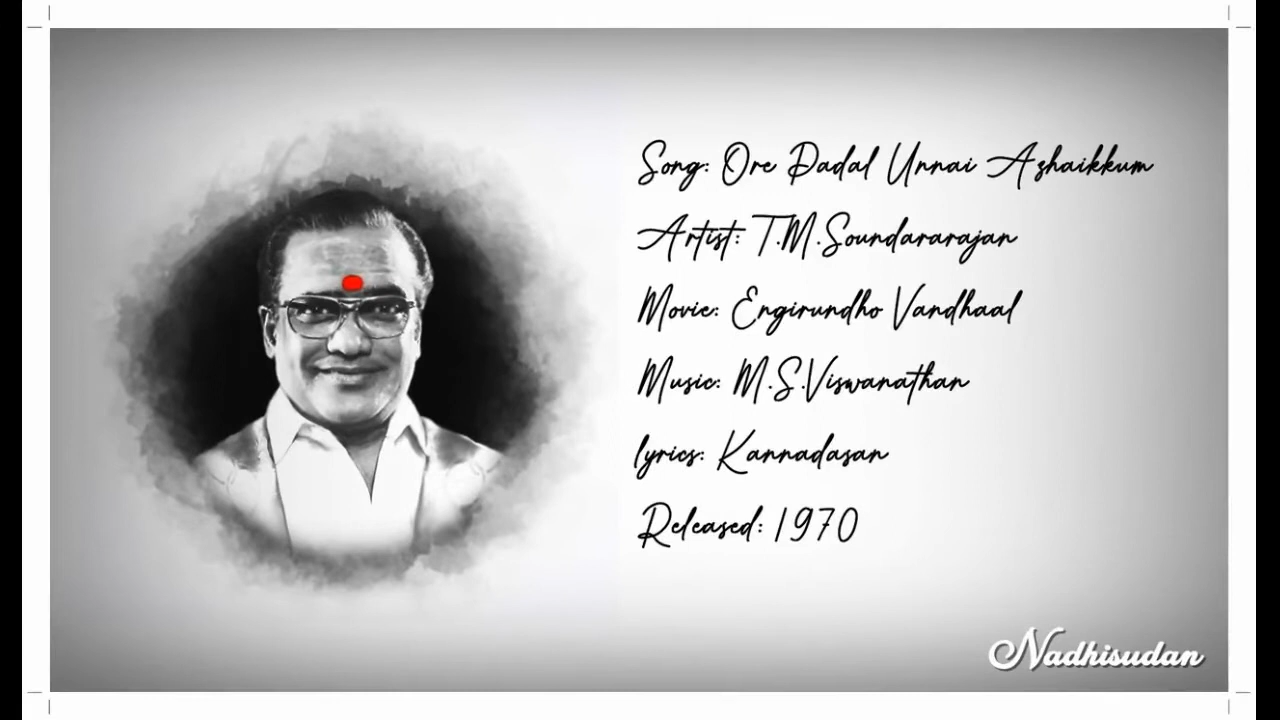 Song: Ore Padal Unnai Azhaikkum
Artist: T.M.Soundararajan
Movie: Engirundho Vandhaal
Music: M.S.Viswanathan
lyrics: Kannadasan
Released: 1970
Nadhisudan